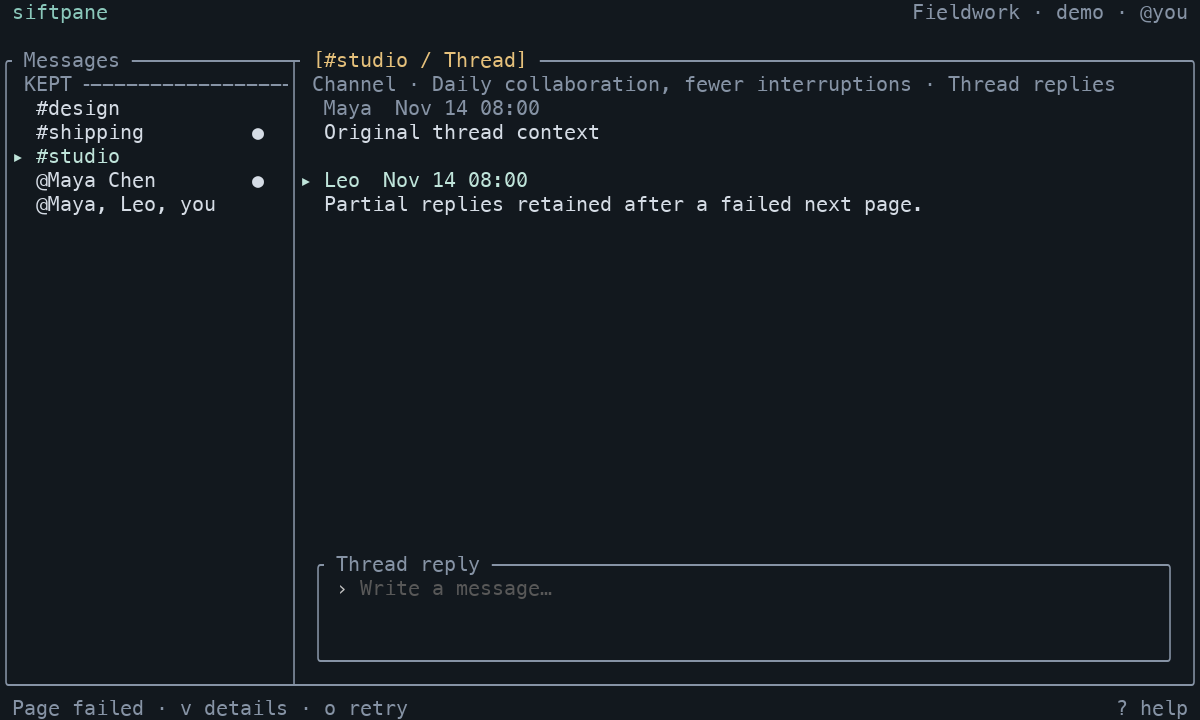 siftpane
Fieldwork · demo · @you
Messages
KEPT
#design
#shipping ●
▸ #studio
@Maya Chen ●
@Maya, Leo, you
[#studio / Thread]
Channel · Daily collaboration, fewer interruptions · Thread replies
Maya Nov 14 08:00
Original thread context
▸ Leo Nov 14 08:00
Partial replies retained after a failed next page.
Thread reply
› Write a message…
Page failed · v details · o retry
? help